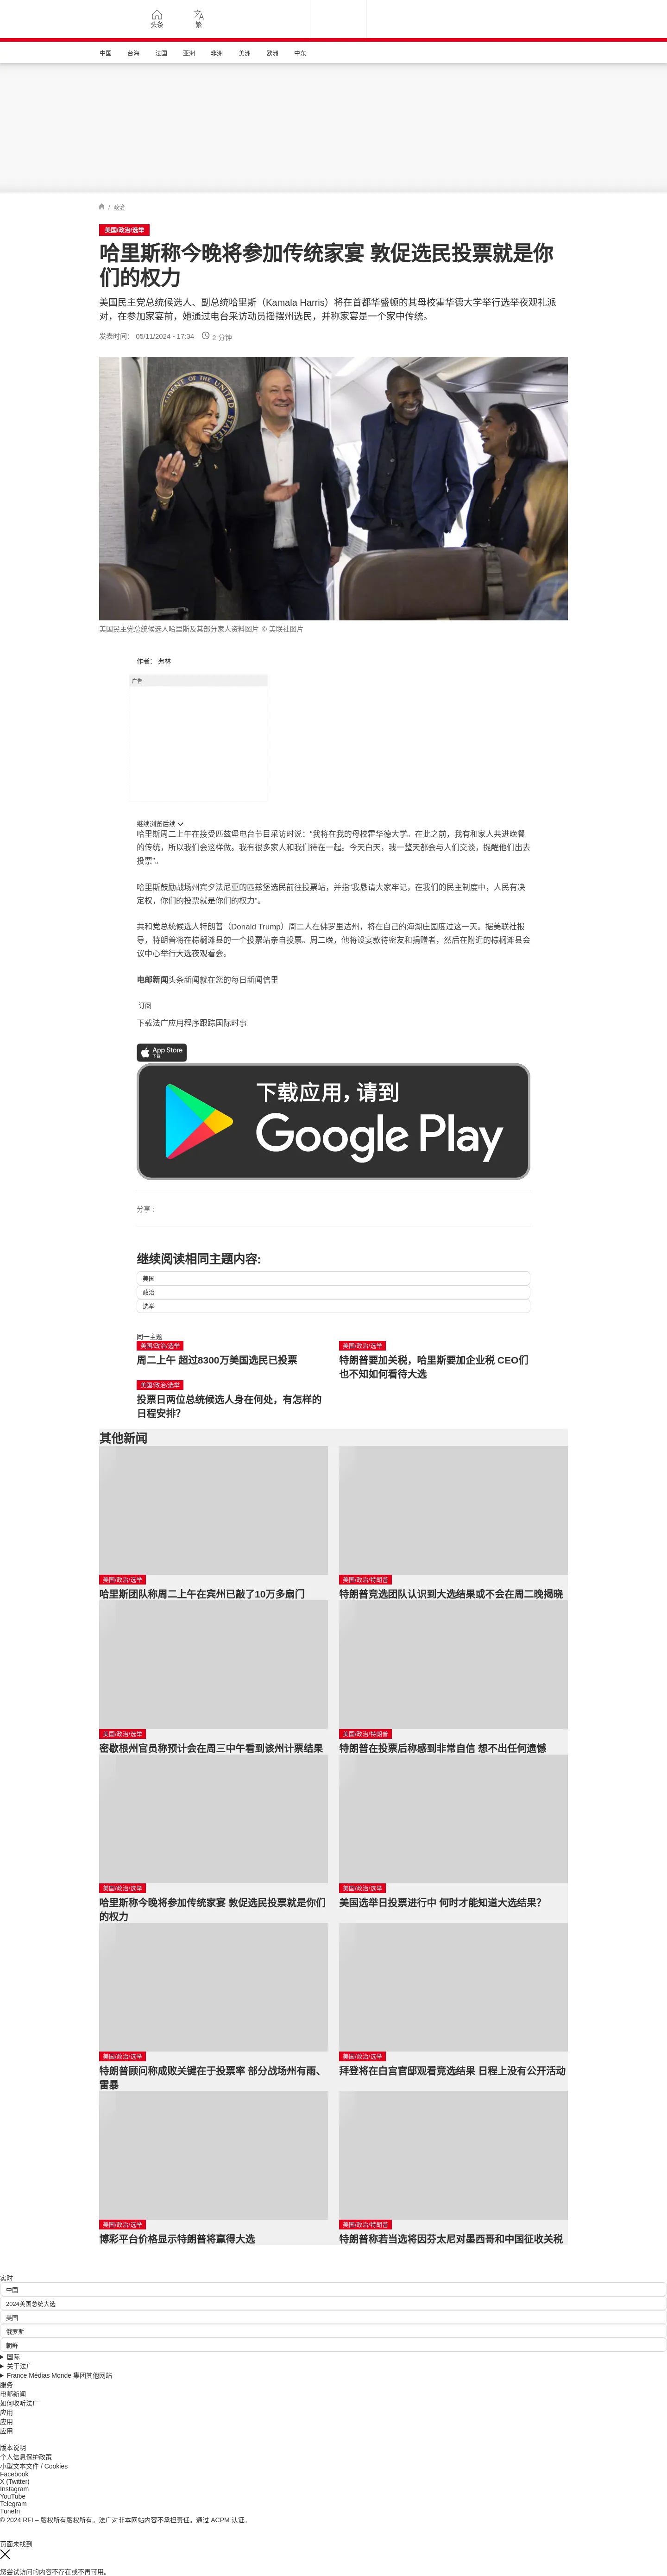 头条
繁
中国
台海
法国
亚洲
非洲
美洲
欧洲
中东
/ 政治
美国/政治/选举
哈里斯称今晚将参加传统家宴 敦促选民投票就是你
们的权力
美国民主党总统候选人、副总统哈里斯（Kamala Harris）将在首都华盛顿的其母校霍华德大学举行选举夜观礼派
对，在参加家宴前，她通过电台采访动员摇摆州选民，并称家宴是一个家中传统。
发表时间： 05/11/2024 - 17:34 2 分钟
美国民主党总统候选人哈里斯及其部分家人资料图片 © 美联社图片
作者： 弗林
广告
继续浏览后续
哈里斯周二上午在接受匹兹堡电台节目采访时说：“我将在我的母校霍华德大学。在此之前，我有和家人共进晚餐
的传统，所以我们会这样做。我有很多家人和我们待在一起。今天白天，我一整天都会与人们交谈，提醒他们出去
投票”。
哈里斯鼓励战场州宾夕法尼亚的匹兹堡选民前往投票站，并指“我恳请大家牢记，在我们的民主制度中，人民有决
定。你们的投票就是你们的权力”。
共和党总统候选人特朗普（Donald Trump）周二人在佛罗里达州，将在自己的海湖庄园度过这一天。据美联社报
导，特朗普将在棕榈滩县的一个投票站亲自投票。周二晚，他将设宴款待密友和捐赠者，然后在附近的棕榈滩县会
议中心举行大选夜观看会。
电邮新闻头条新闻就在您的每日新闻信里
订阅
下载法广应用程序跟踪国际时事
App Store
下载
下载应用，请到
Google Play
分享 :
继续阅读相同主题内容:
美国
政治
选举
同一主题
美国/政治/选举
周二上午 超过8300万美国选民已投票
美国/政治/选举
特朗普要加关税，哈里斯要加企业税 CEO们
也不知如何看待大选
美国/政治/选举
投票日两位总统候选人身在何处，有怎样的
日程安排？
其他新闻
美国/政治/选举
哈里斯团队称周二上午在宾州已敲了10万多扇门
美国/政治/特朗普
特朗普竞选团队认识到大选结果或不会在周二晚揭晓
美国/政治/选举
密歇根州官员称预计会在周三中午看到该州计票结果
美国/政治/特朗普
特朗普在投票后称感到非常自信 想不出任何遗憾
美国/政治/选举
哈里斯称今晚将参加传统家宴 敦促选民投票就是你们
的权力
美国/政治/选举
美国选举日投票进行中 何时才能知道大选结果？
美国/政治/选举
特朗普顾问称成败关键在于投票率 部分战场州有雨、
雷暴
美国/政治/选举
拜登将在白宫官邸观看竞选结果 日程上没有公开活动
美国/政治/选举
博彩平台价格显示特朗普将赢得大选
美国/政治/特朗普
特朗普称若当选将因芬太尼对墨西哥和中国征收关税
实时
中国
2024美国总统大选
美国
俄罗斯
朝鲜
国际
关于法广
France Médias Monde 集团其他网站
服务
电邮新闻
如何收听法广
应用
应用
应用
版本说明
个人信息保护政策
小型文本文件 / Cookies
Facebook
X (Twitter)
Instagram
YouTube
Telegram
TuneIn
© 2024 RFI – 版权所有版权所有。法广对非本网站内容不承担责任。通过 ACPM 认证。
页面未找到
您尝试访问的内容不存在或不再可用。